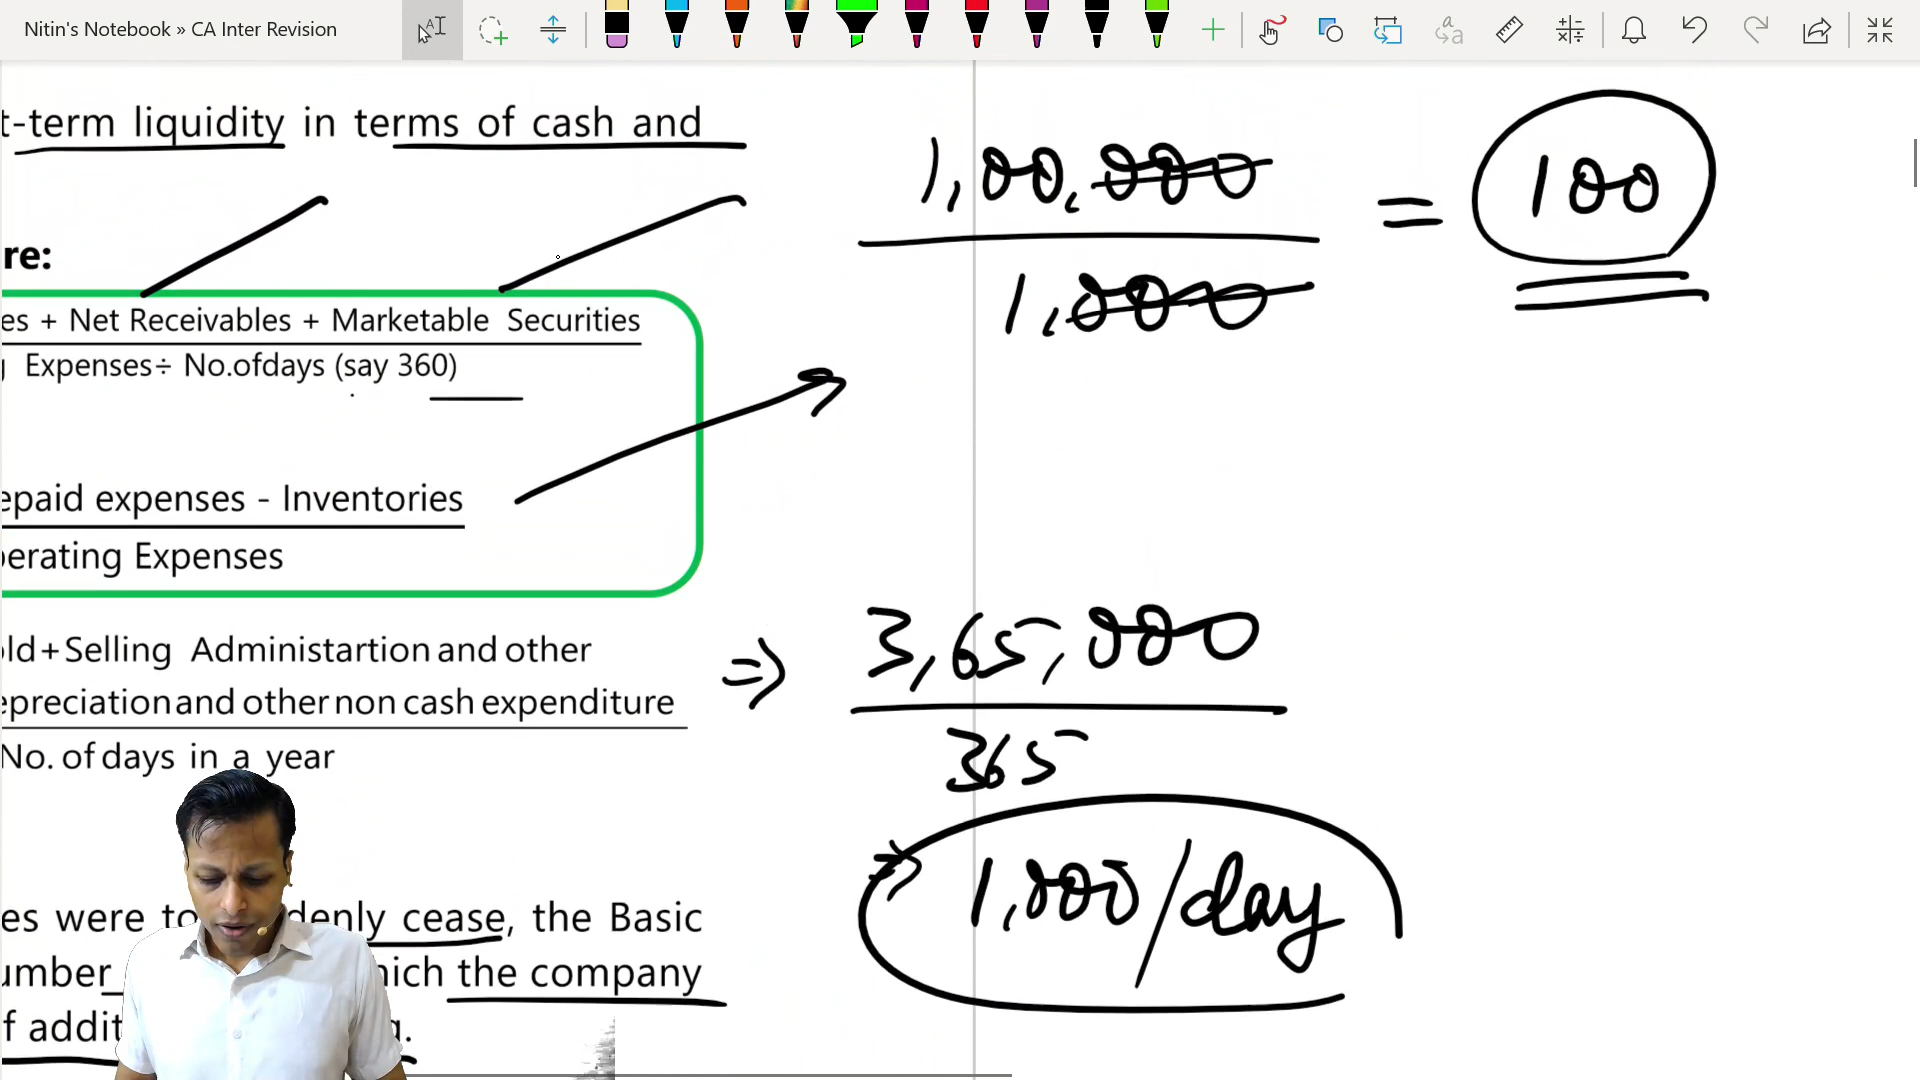 Nitin's Notebook » CA Inter Revision
t-term liquidity in terms of cash and
re:
es + Net Receivables + Marketable Securities
Expenses÷ No.ofdays (say 360)
epaid expenses - Inventories
perating Expenses
old+Selling Administartion and other
epreciation and other non cash expenditure
No. of days in a year
es were to denly cease, the Basic
umber hich the company
f addit g.
1,00,000
1,000
= 100
⇒ 3,65,000
365
⇒ 1,000/day